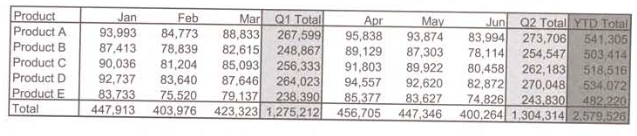 Product Jan Feb Mar Q1 Total Apr May Jun Q2 Total YTD Total
Product A 93,993 84,773 88,833 267,599 95,838 93,874 83,994 273,706 541,305
Product B 87,413 78,839 82,615 248,867 89,129 87,303 78,114 254,547 503,414
Product C 90,036 81,204 85,093 256,333 91,803 89,922 80,458 262,183 518,516
Product D 92,737 83,640 87,646 264,023 94,557 92,620 82,872 270,048 534,072
Product E 83,733 75,520 79,137 238,390 85,377 83,627 74,826 243,830 482,220
Total 447,913 403,976 423,323 1,275,212 456,705 447,346 400,264 1,304,314 2,579,526